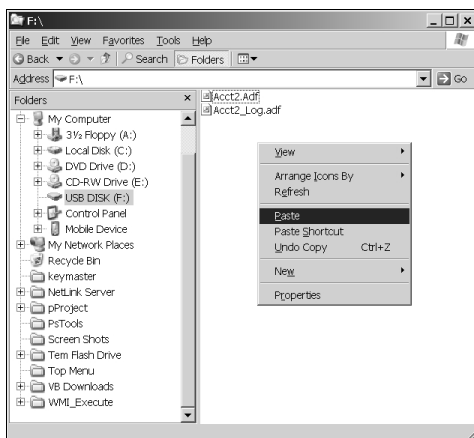 F:\
File Edit View Favorites Tools Help
Back Search Folders
Address F:\ Go
Folders ×
My Computer
3½ Floppy (A:)
Local Disk (C:)
DVD Drive (D:)
CD-RW Drive (E:)
USB DISK (F:)
Control Panel
Mobile Device
My Network Places
Recycle Bin
keymaster
NetLink Server
pProject
PsTools
Screen Shots
Tem Flash Drive
Top Menu
VB Downloads
WMI_Execute
Acct2.Adf
Acct2_Log.adf
View
Arrange Icons By
Refresh
Paste
Paste Shortcut
Undo Copy Ctrl+Z
New
Properties